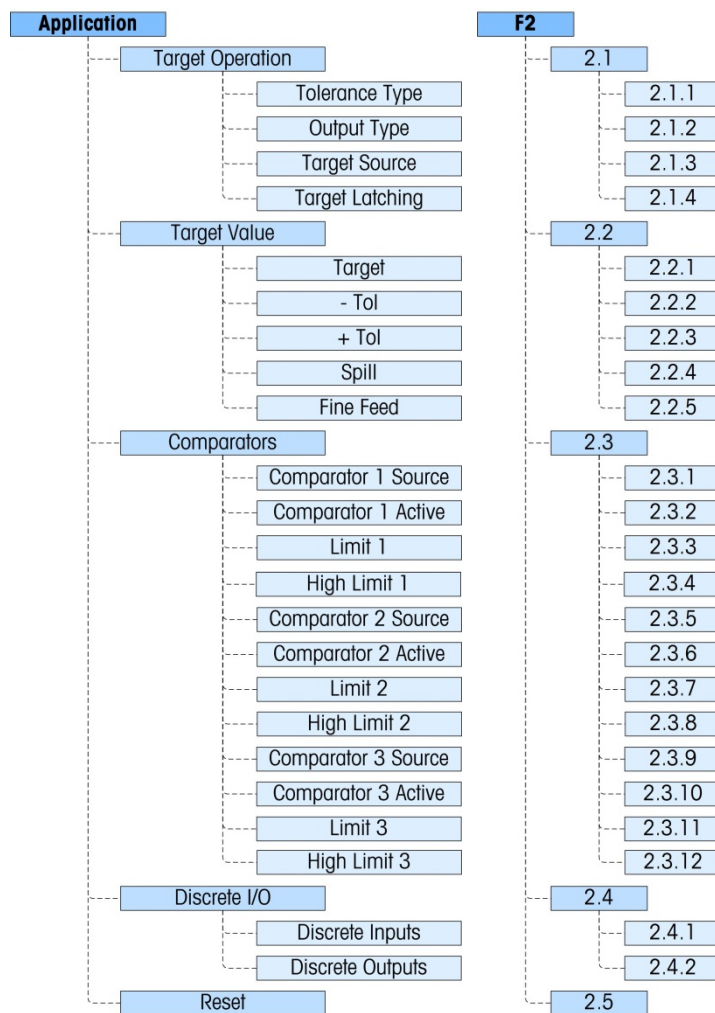 Application F2
Target Operation 2.1
Tolerance Type 2.1.1
Output Type 2.1.2
Target Source 2.1.3
Target Latching 2.1.4
Target Value 2.2
Target 2.2.1
- Tol 2.2.2
+ Tol 2.2.3
Spill 2.2.4
Fine Feed 2.2.5
Comparators 2.3
Comparator 1 Source 2.3.1
Comparator 1 Active 2.3.2
Limit 1 2.3.3
High Limit 1 2.3.4
Comparator 2 Source 2.3.5
Comparator 2 Active 2.3.6
Limit 2 2.3.7
High Limit 2 2.3.8
Comparator 3 Source 2.3.9
Comparator 3 Active 2.3.10
Limit 3 2.3.11
High Limit 3 2.3.12
Discrete I/O 2.4
Discrete Inputs 2.4.1
Discrete Outputs 2.4.2
Reset 2.5